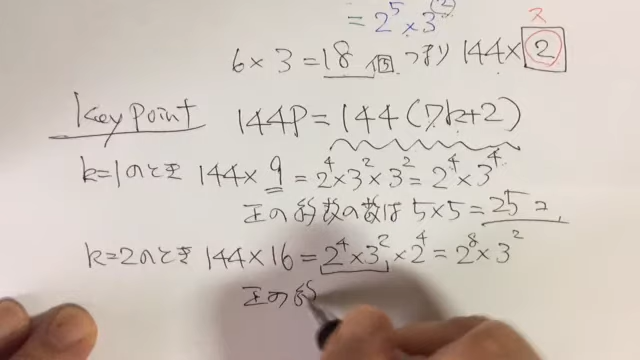 = 2⁵ × 3⁽²⁾
ス
6 × 3 = 18 個. つまり 144 × 2
Key Point 144P = 144 (7k+2)
k=1のとき 144 × 9 = 2⁴ × 3² × 3² = 2⁴ × 3⁴
正の約数の数は 5 × 5 = 25 コ
k=2のとき 144 × 16 = 2⁴ × 3² × 2⁴ = 2⁸ × 3²
正の約